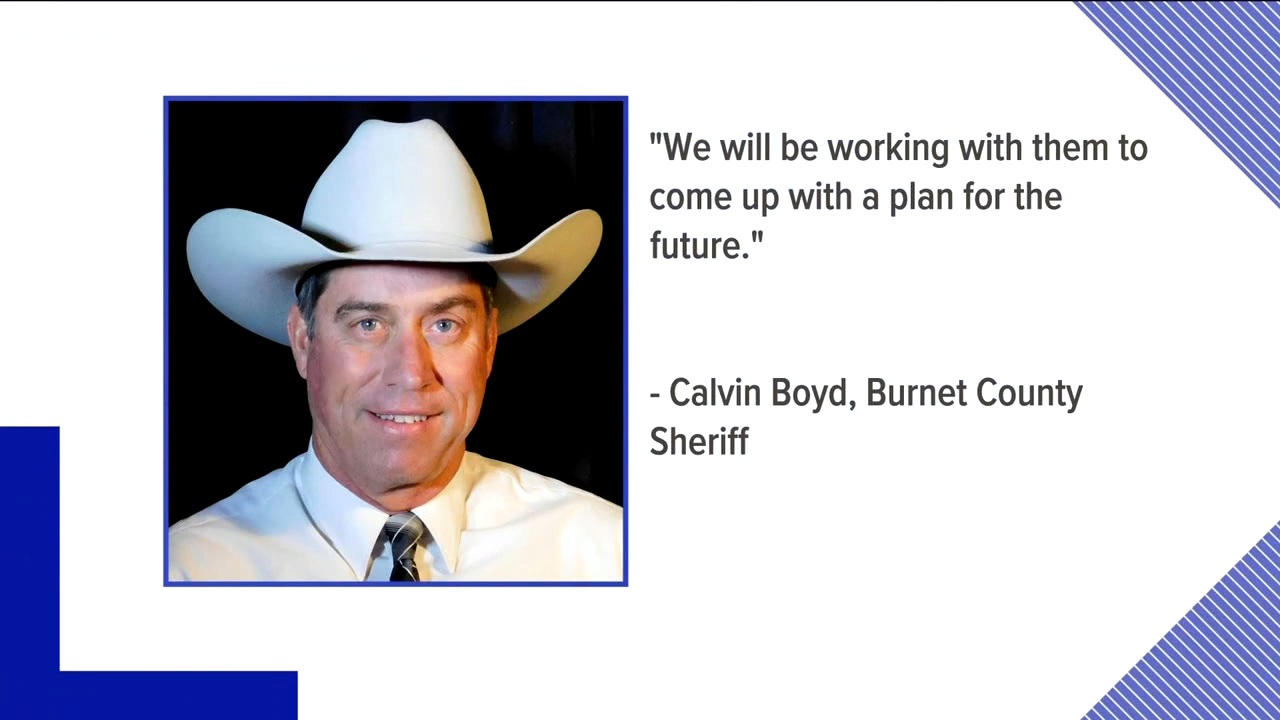 "We will be working with them to
come up with a plan for the
future."
- Calvin Boyd, Burnet County
Sheriff